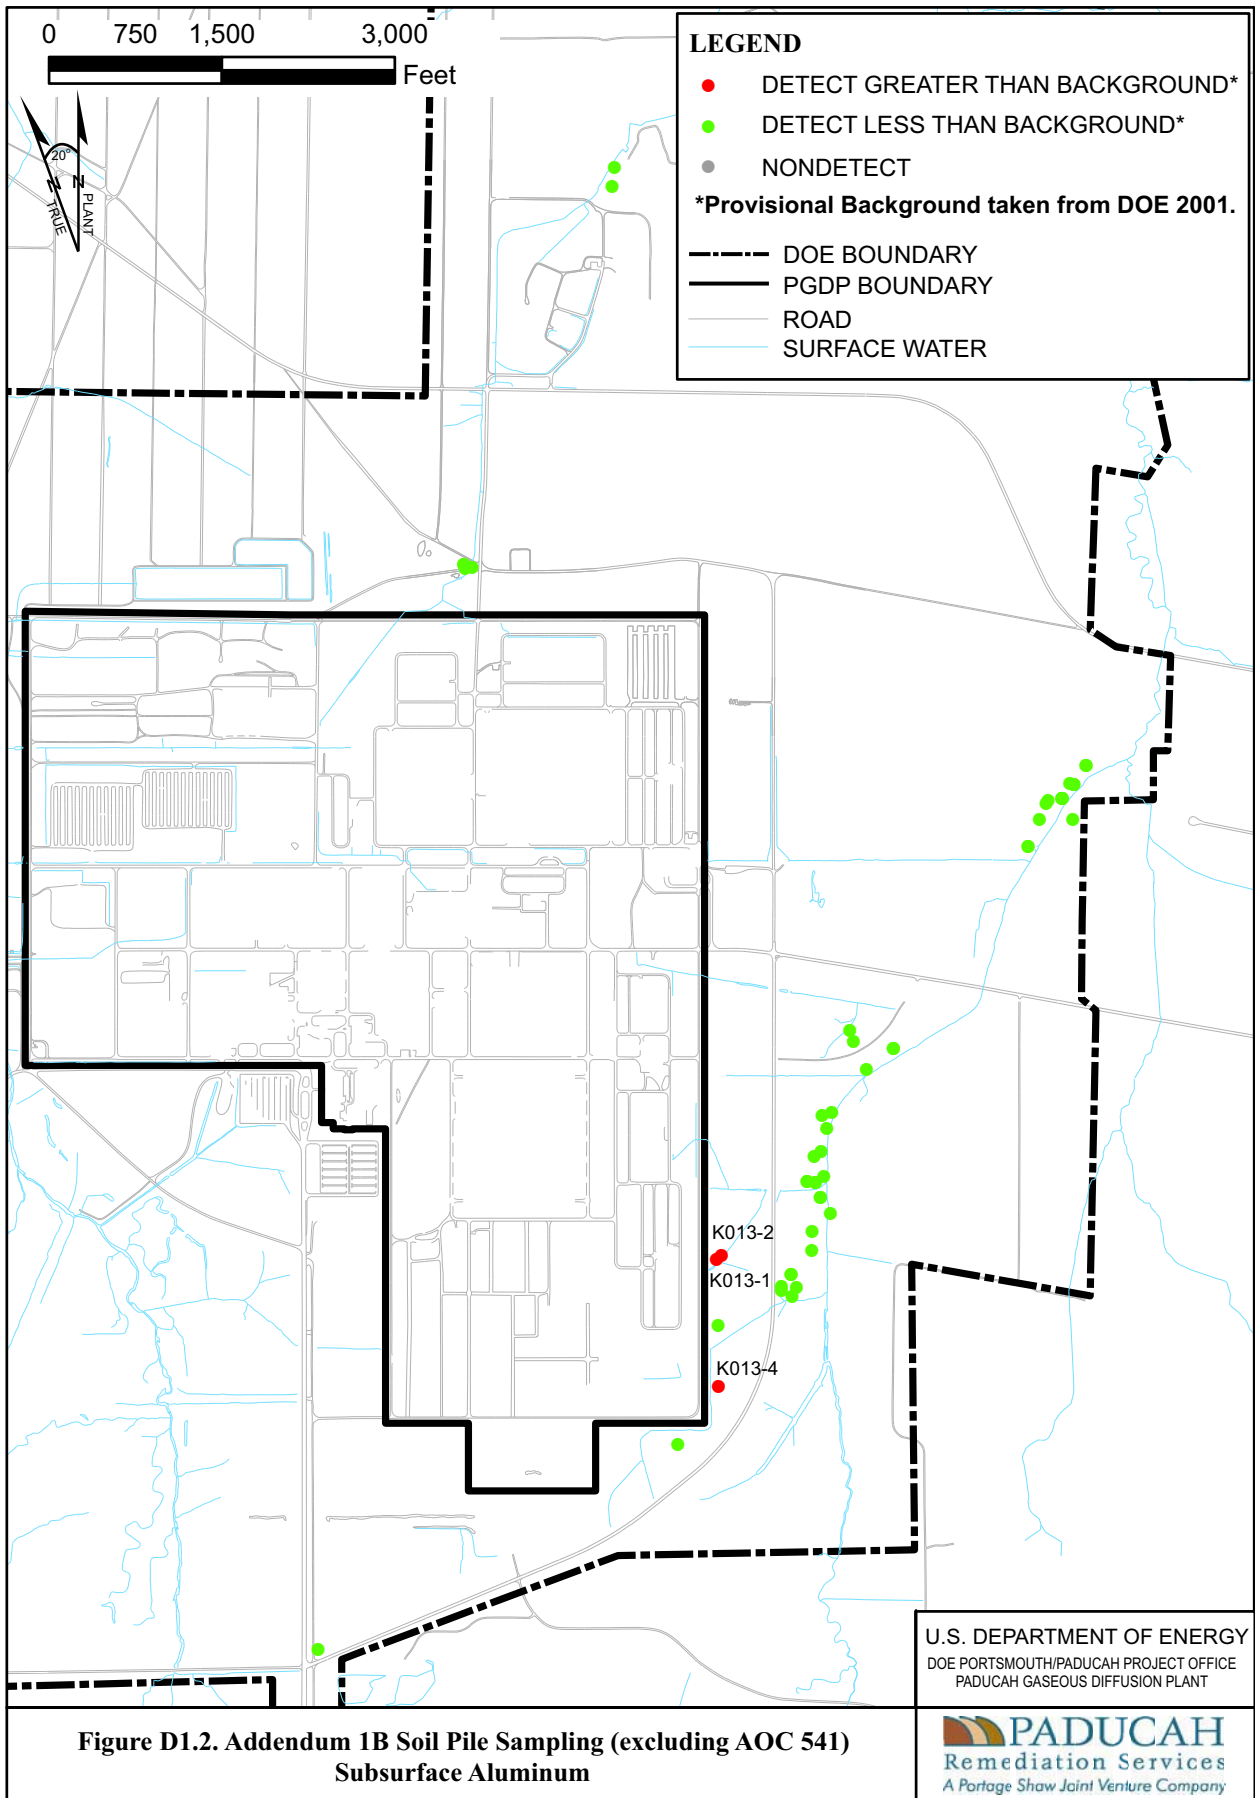 0 750 1,500 3,000
Feet
20°
N N
TRUE
PLANT
LEGEND
DETECT GREATER THAN BACKGROUND*
DETECT LESS THAN BACKGROUND*
NONDETECT
*Provisional Background taken from DOE 2001.
DOE BOUNDARY
PGDP BOUNDARY
ROAD
SURFACE WATER
K013-2
K013-1
K013-4
U.S. DEPARTMENT OF ENERGY
DOE PORTSMOUTH/PADUCAH PROJECT OFFICE
PADUCAH GASEOUS DIFFUSION PLANT
Figure D1.2. Addendum 1B Soil Pile Sampling (excluding AOC 541)
Subsurface Aluminum
PADUCAH
Remediation Services
A Portage Shaw Joint Venture Company